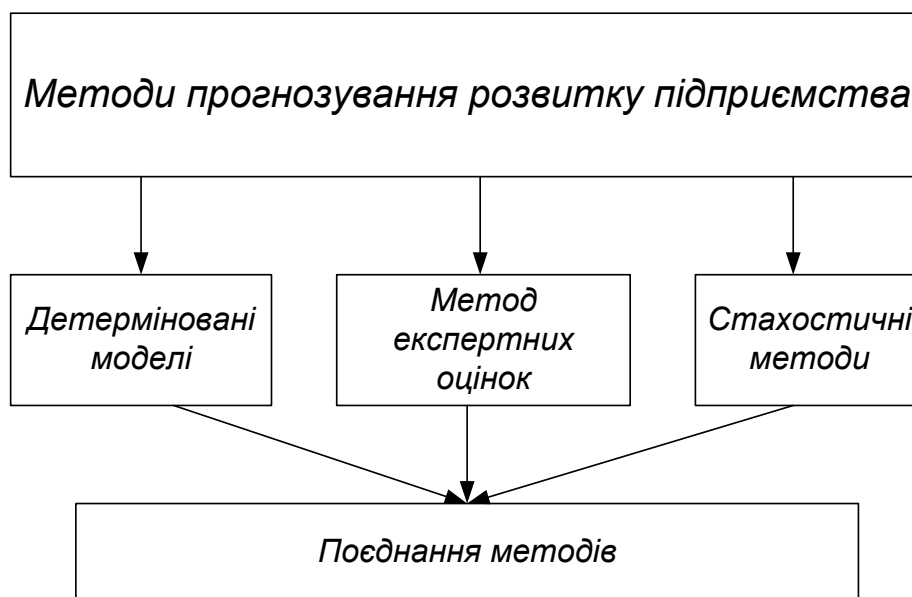 Методи прогнозування розвитку підприємства
Детерміновані
моделі
Метод
експертних
оцінок
Стахостичні
методи
Поєднання методів